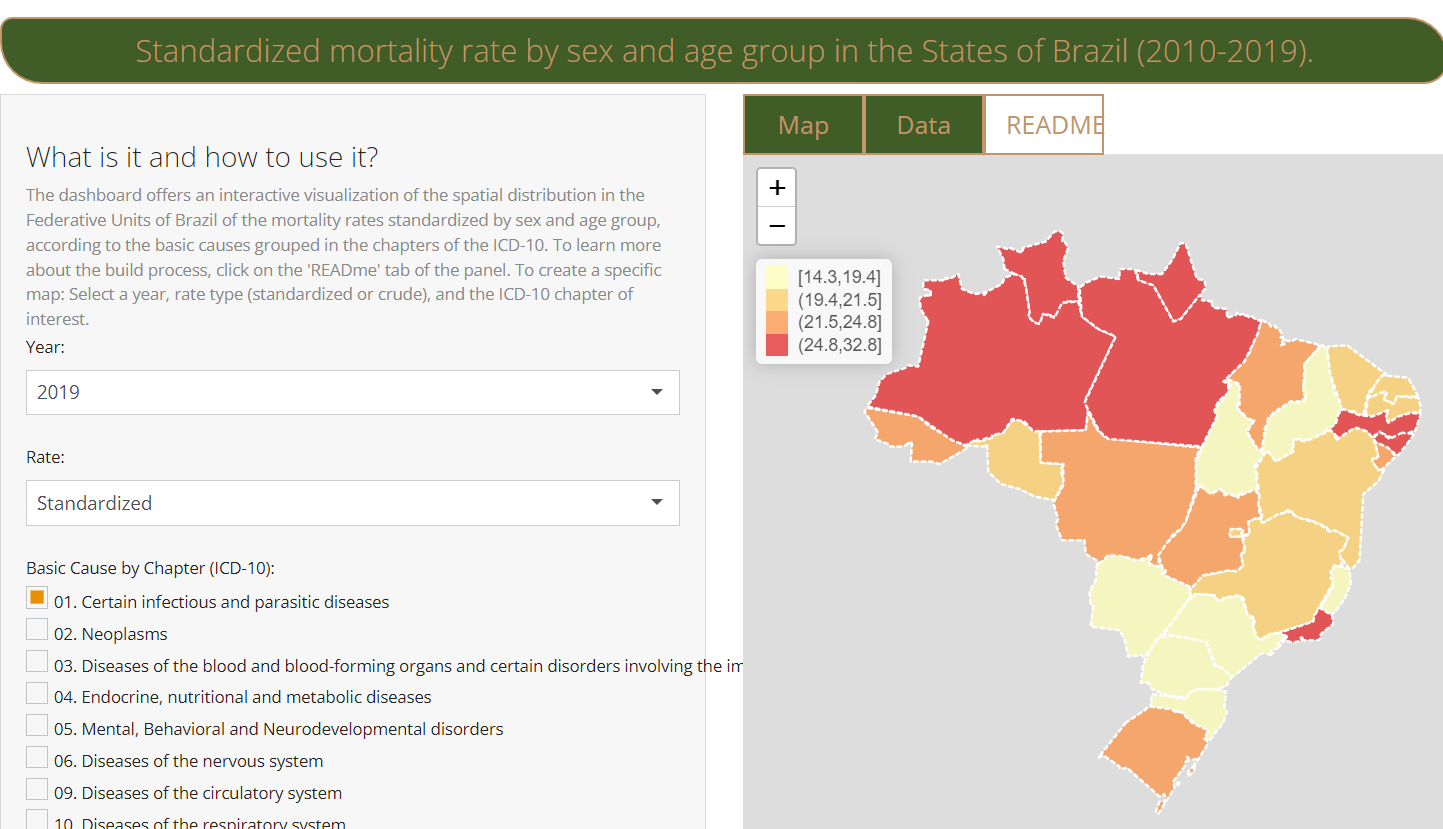 Standardized mortality rate by sex and age group in the States of Brazil (2010-2019).
What is it and how to use it?
The dashboard offers an interactive visualization of the spatial distribution in the
Federative Units of Brazil of the mortality rates standardized by sex and age group,
according to the basic causes grouped in the chapters of the ICD-10. To learn more
about the build process, click on the 'READme' tab of the panel. To create a specific
map: Select a year, rate type (standardized or crude), and the ICD-10 chapter of
interest.
Year:
2019
Rate:
Standardized
Basic Cause by Chapter (ICD-10):
01. Certain infectious and parasitic diseases
02. Neoplasms
03. Diseases of the blood and blood-forming organs and certain disorders involving the im
04. Endocrine, nutritional and metabolic diseases
05. Mental, Behavioral and Neurodevelopmental disorders
06. Diseases of the nervous system
09. Diseases of the circulatory system
10. Diseases of the respiratory system
Map
Data
README
+
−
[14.3,19.4]
(19.4,21.5]
(21.5,24.8]
(24.8,32.8]